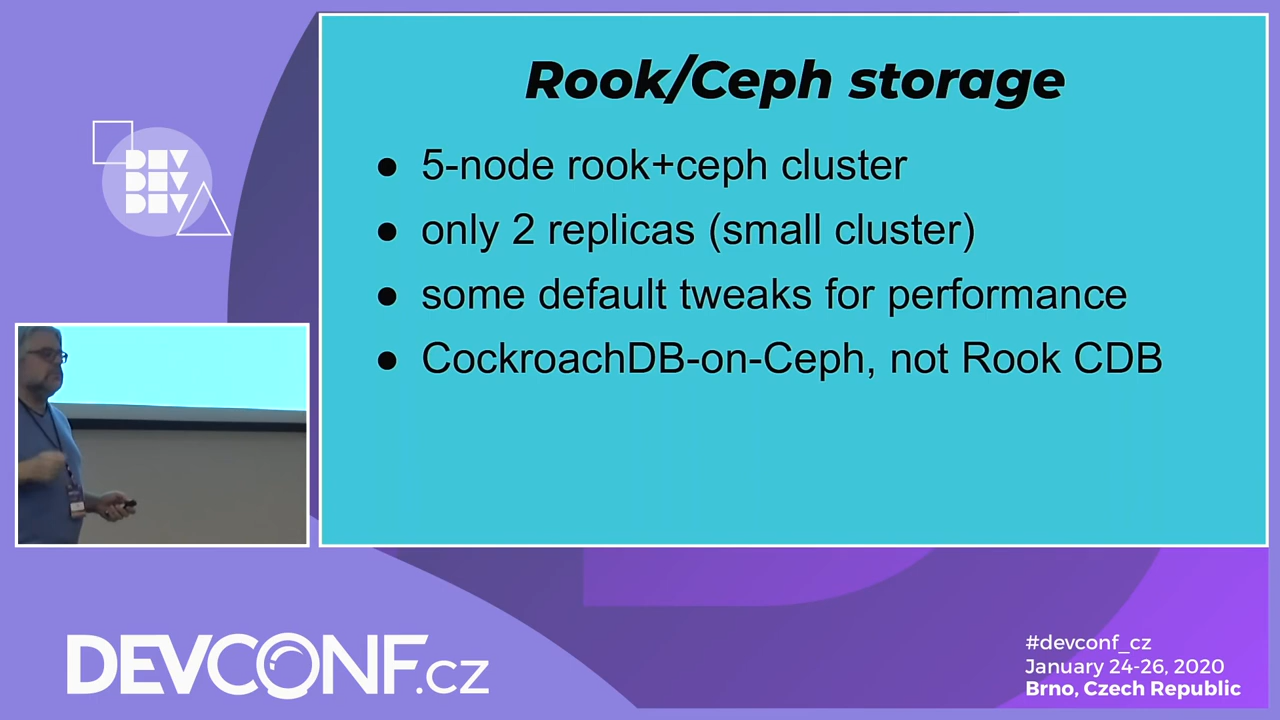 Rook/Ceph storage
● 5-node rook+ceph cluster
● only 2 replicas (small cluster)
● some default tweaks for performance
● CockroachDB-on-Ceph, not Rook CDB
DEV
DEV
DEV
DEVCONF.cz
#devconf_cz
January 24-26, 2020
Brno, Czech Republic